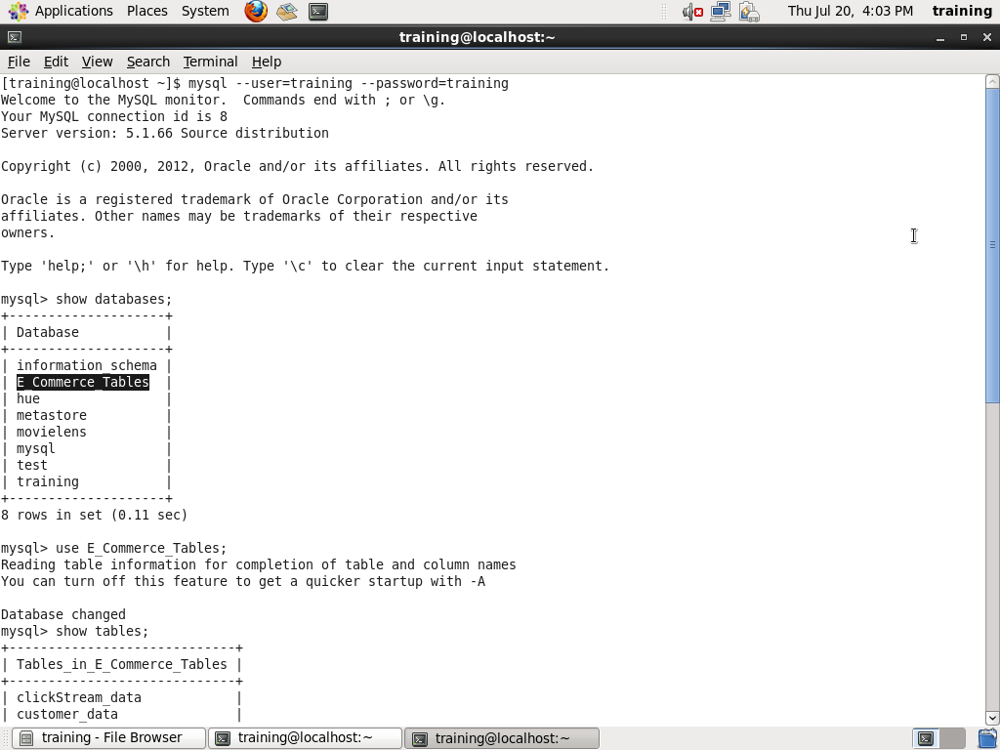 Applications Places System Thu Jul 20, 4:03 PM training
training@localhost:~
File Edit View Search Terminal Help
[training@localhost ~]$ mysql --user=training --password=training
Welcome to the MySQL monitor.  Commands end with ; or \g.
Your MySQL connection id is 8
Server version: 5.1.66 Source distribution

Copyright (c) 2000, 2012, Oracle and/or its affiliates. All rights reserved.

Oracle is a registered trademark of Oracle Corporation and/or its
affiliates. Other names may be trademarks of their respective
owners.

Type 'help;' or '\h' for help. Type '\c' to clear the current input statement.

mysql> show databases;
+--------------------+
| Database           |
+--------------------+
| information_schema |
| E_Commerce_Tables  |
| hue                |
| metastore          |
| movielens          |
| mysql              |
| test               |
| training           |
+--------------------+
8 rows in set (0.11 sec)

mysql> use E_Commerce_Tables;
Reading table information for completion of table and column names
You can turn off this feature to get a quicker startup with -A

Database changed
mysql> show tables;
+-----------------------------+
| Tables_in_E_Commerce_Tables |
+-----------------------------+
| clickStream_data            |
| customer_data               |
training - File Browser training@localhost:~ training@localhost:~